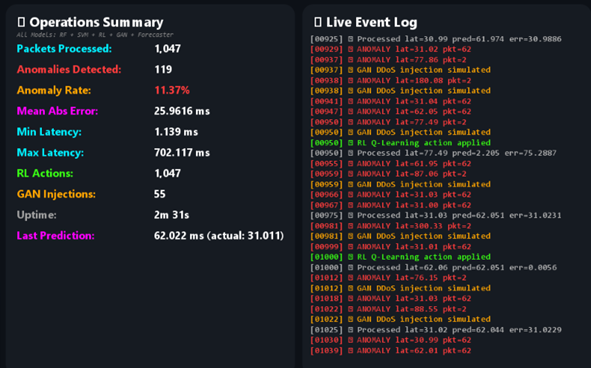 Operations Summary
ALL Models: RF + SVM + RL + GAN + Forecaster
Packets Processed: 1,047
Anomalies Detected: 119
Anomaly Rate: 11.37%
Mean Abs Error: 25.9616 ms
Min Latency: 1.139 ms
Max Latency: 702.117 ms
RL Actions: 1,047
GAN Injections: 55
Uptime: 2m 31s
Last Prediction: 62.022 ms (actual: 31.011)
Live Event Log
[00925] Processed lat=30.99 pred=61.974 err=30.9886
[00929] ANOMALY lat=31.02 pkt=62
[00937] ANOMALY lat=77.86 pkt=2
[00937] GAN DDoS injection simulated
[00938] ANOMALY lat=180.08 pkt=2
[00938] GAN DDoS injection simulated
[00941] ANOMALY lat=31.04 pkt=62
[00947] ANOMALY lat=62.05 pkt=62
[00950] ANOMALY lat=77.49 pkt=2
[00950] GAN DDoS injection simulated
[00950] RL Q-Learning action applied
[00950] Processed lat=77.49 pred=2.205 err=75.2887
[00955] ANOMALY lat=61.95 pkt=62
[00959] ANOMALY lat=87.06 pkt=2
[00959] GAN DDoS injection simulated
[00966] ANOMALY lat=31.03 pkt=62
[00967] ANOMALY lat=31.00 pkt=62
[00975] Processed lat=31.03 pred=62.051 err=31.0231
[00981] ANOMALY lat=300.33 pkt=2
[00981] GAN DDoS injection simulated
[00999] ANOMALY lat=31.01 pkt=62
[01000] RL Q-Learning action applied
[01000] Processed lat=62.06 pred=62.051 err=0.0056
[01012] ANOMALY lat=76.15 pkt=2
[01012] GAN DDoS injection simulated
[01018] ANOMALY lat=31.03 pkt=62
[01022] ANOMALY lat=88.55 pkt=2
[01022] GAN DDoS injection simulated
[01025] Processed lat=31.02 pred=62.044 err=31.0229
[01030] ANOMALY lat=30.99 pkt=62
[01039] ANOMALY lat=62.01 pkt=62